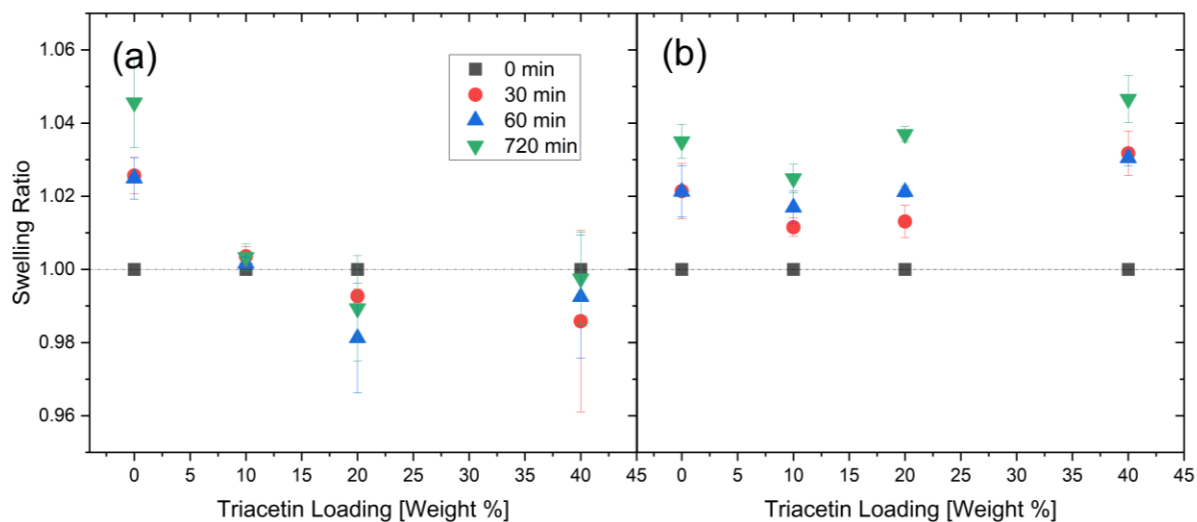 (a)
(b)
0 min
30 min
60 min
720 min
Swelling Ratio
1.06
1.04
1.02
1.00
0.98
0.96
0 5 10 15 20 25 30 35 40 45
0 5 10 15 20 25 30 35 40 45
Triacetin Loading [Weight %]
Triacetin Loading [Weight %]